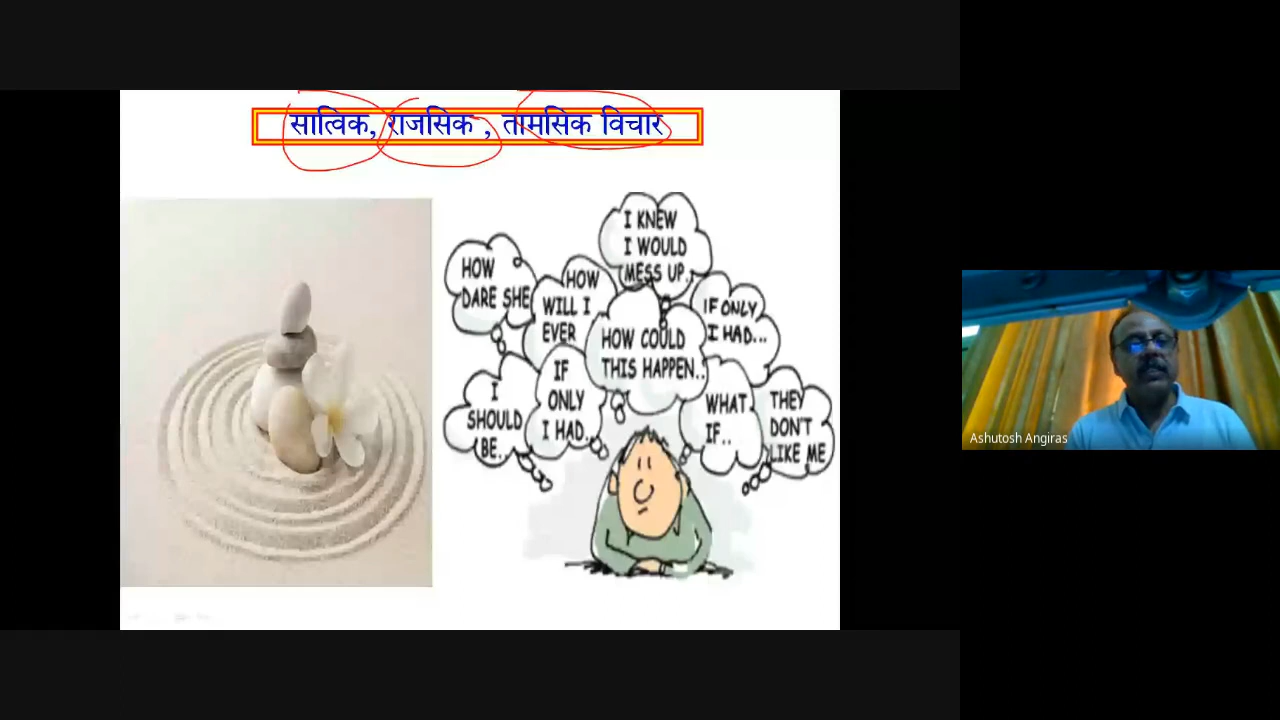 सात्विक, राजसिक , तामसिक विचार
I KNEW
I WOULD
MESS UP..
HOW
DARE SHE
HOW
WILL I
EVER
HOW COULD
THIS HAPPEN..
IF ONLY
I HAD...
I
SHOULD
BE..
IF
ONLY
I HAD..
WHAT
IF..
THEY
DON'T
LIKE ME
Ashutosh Angiras